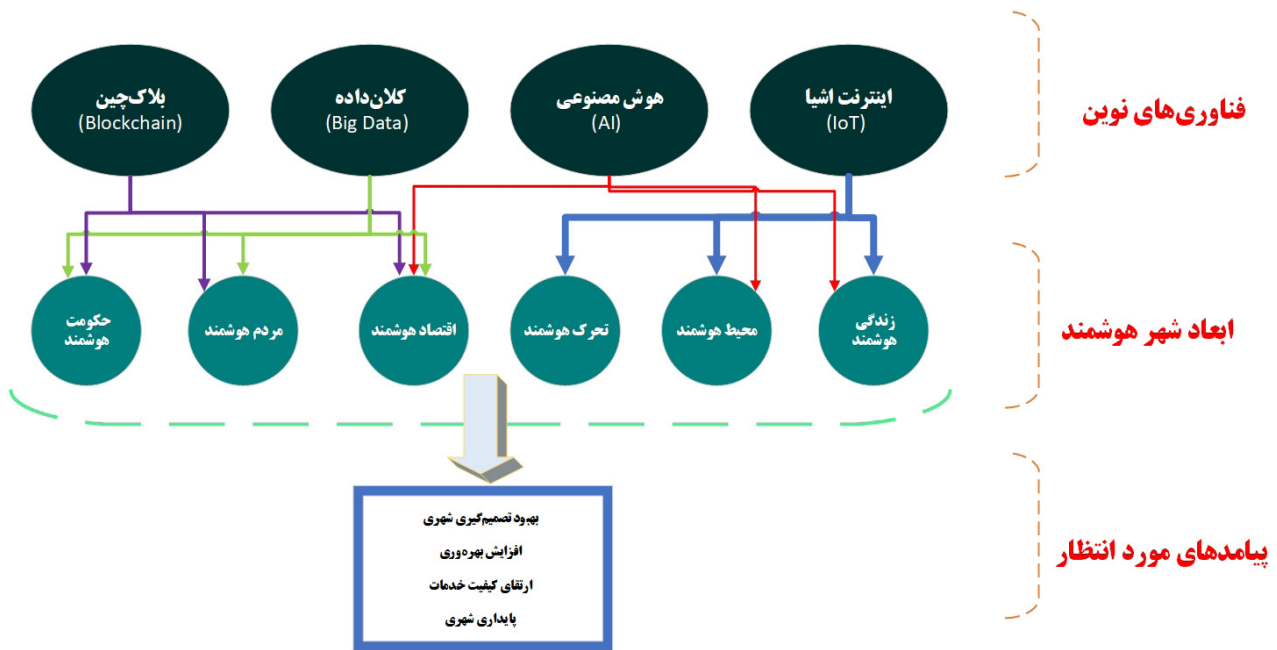 فناوری‌های نوین
اینترنت اشیا
(IoT)
هوش مصنوعی
(AI)
کلان‌داده
(Big Data)
بلاک‌چین
(Blockchain)
ابعاد شهر هوشمند
زندگی
هوشمند
محیط هوشمند
تحرک هوشمند
اقتصاد هوشمند
مردم هوشمند
حکومت
هوشمند
پیامدهای مورد انتظار
بهبود تصمیم‌گیری شهری
افزایش بهره‌وری
ارتقای کیفیت خدمات
پایداری شهری